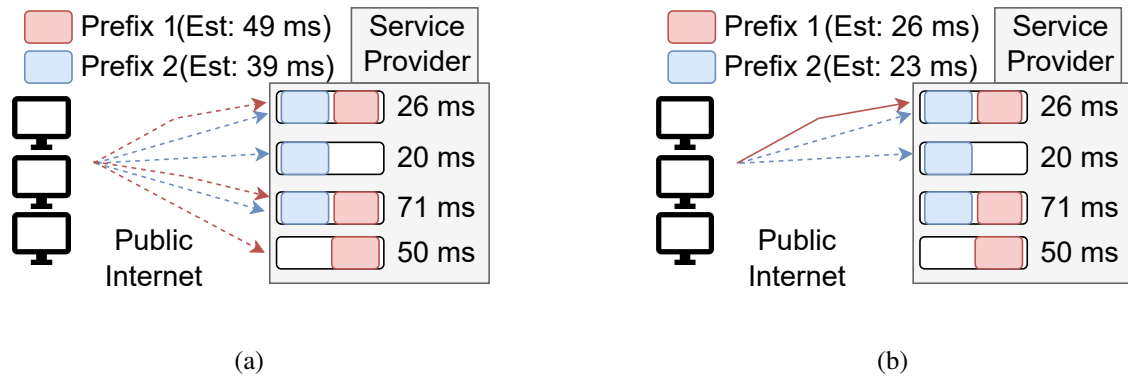 Prefix 1(Est: 49 ms)
Prefix 2(Est: 39 ms)
Service
Provider
26 ms
20 ms
71 ms
50 ms
Public
Internet
(a)
Prefix 1(Est: 26 ms)
Prefix 2(Est: 23 ms)
Service
Provider
26 ms
20 ms
71 ms
50 ms
Public
Internet
(b)